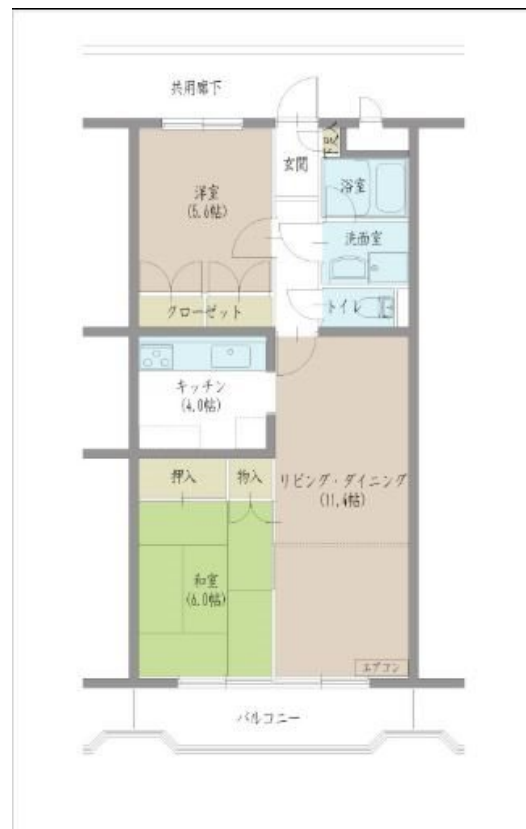 共用廊下
玄関
下足入
洋室
(5.6帖)
浴室
洗面室
クローゼット
トイレ
キッチン
(4.0帖)
押入
物入
リビング・ダイニング
(11.4帖)
和室
(6.0帖)
エアコン
バルコニー